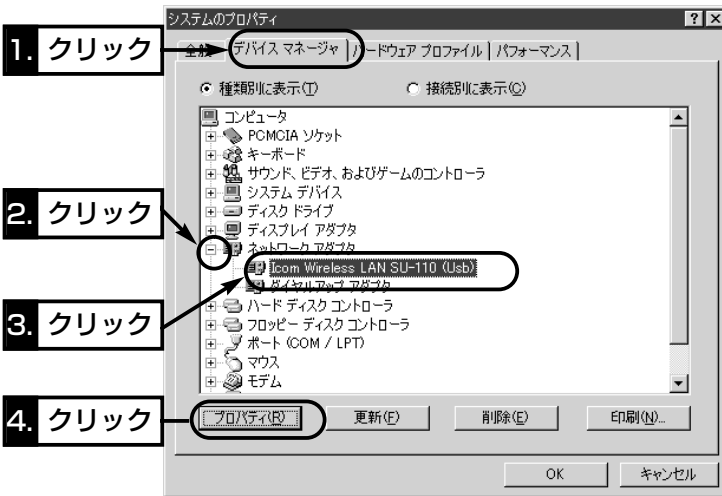 システムのプロパティ
全般 デバイス マネージャ ハードウェア プロファイル パフォーマンス
1. クリック
種類別に表示(T) 接続別に表示(C)
コンピュータ
PCMCIA ソケット
キーボード
サウンド、ビデオ、およびゲームのコントローラ
システム デバイス
2. クリック
ディスク ドライブ
ディスプレイ アダプタ
ネットワーク アダプタ
Icom Wireless LAN SU-110 (Usb)
ダイヤルアップ アダプタ
ハード ディスク コントローラ
3. クリック
フロッピー ディスク コントローラ
ポート (COM / LPT)
マウス
モデム
4. クリック
プロパティ(R) 更新(F) 削除(E) 印刷(N)...
OK キャンセル